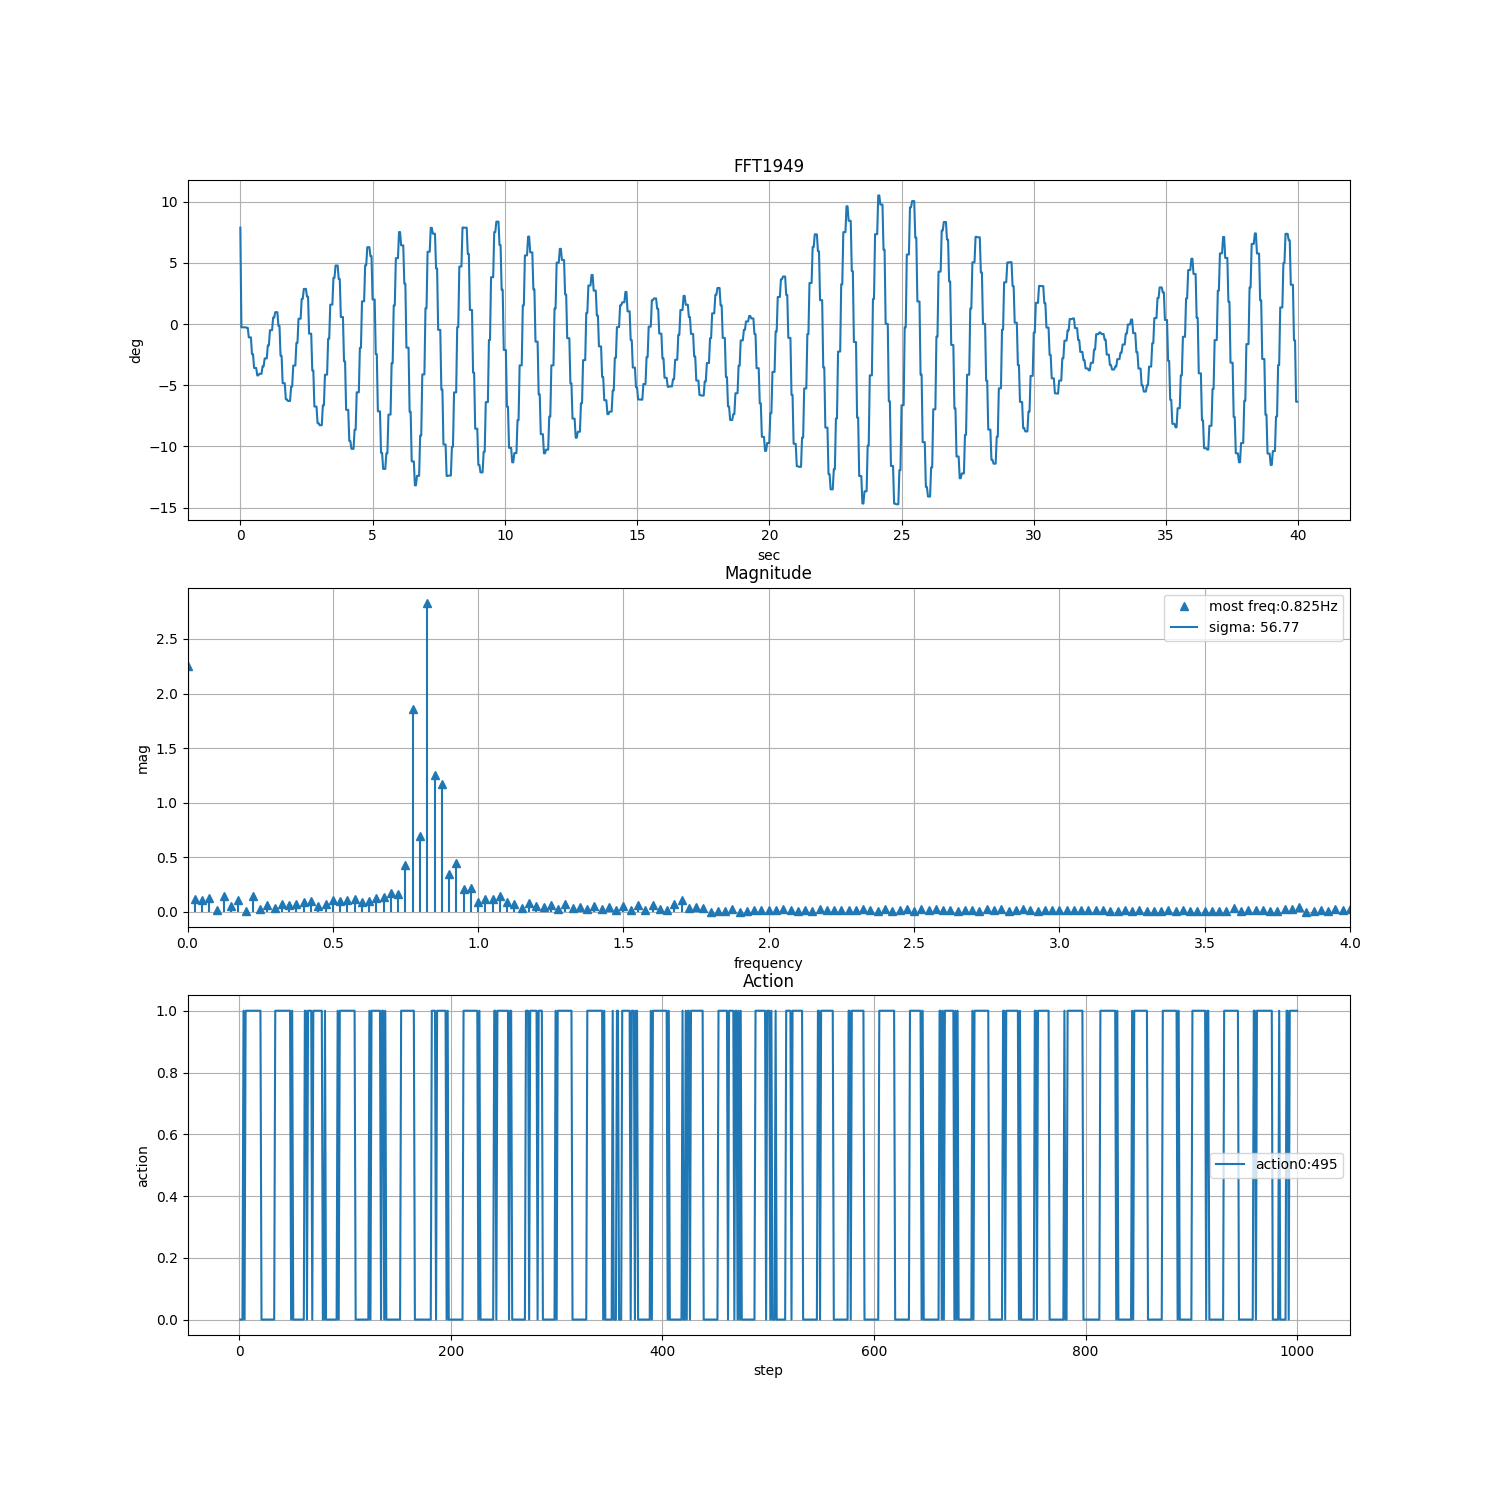 FFT1949
10
5
0
−5
−10
−15
deg
0 5 10 15 20 25 30 35 40
sec
Magnitude
most freq:0.825Hz
sigma: 56.77
2.5
2.0
1.5
1.0
0.5
0.0
mag
0.0 0.5 1.0 1.5 2.0 2.5 3.0 3.5 4.0
frequency
Action
1.0
0.8
0.6
0.4
0.2
0.0
action
action0:495
0 200 400 600 800 1000
step